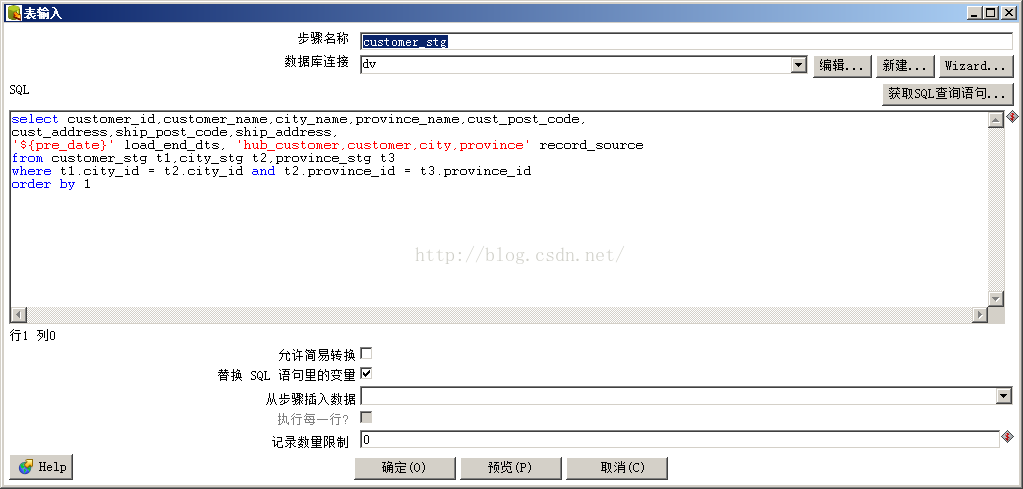 表输入
步骤名称 customer_stg
数据库连接 dv 编辑... 新建... Wizard...
SQL 获取SQL查询语句...
select customer_id,customer_name,city_name,province_name,cust_post_code,
cust_address,ship_post_code,ship_address,
'${pre_date}' load_end_dts, 'hub_customer,customer,city,province' record_source
from customer_stg t1,city_stg t2,province_stg t3
where t1.city_id = t2.city_id and t2.province_id = t3.province_id
order by 1
http://blog.csdn.net/
行1 列0
允许简易转换
替换 SQL 语句里的变量
从步骤插入数据
执行每一行?
记录数量限制 0
Help 确定(O) 预览(P) 取消(C)